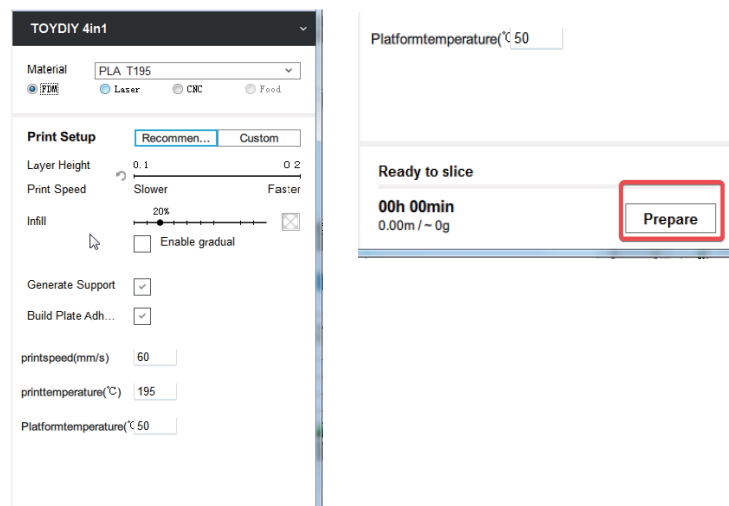 TOYDIY 4in1
Material PLA T195
FDM Laser CNC Food
Print Setup Recommen... Custom
Layer Height 0.1 0 2
Print Speed Slower Faster
20%
Infill
Enable gradual
Generate Support
Build Plate Adh...
printspeed(mm/s) 60
printtemperature(℃) 195
Platformtemperature(℃ 50
Platformtemperature(℃ 50
Ready to slice
00h 00min
0.00m / ~ 0g
Prepare